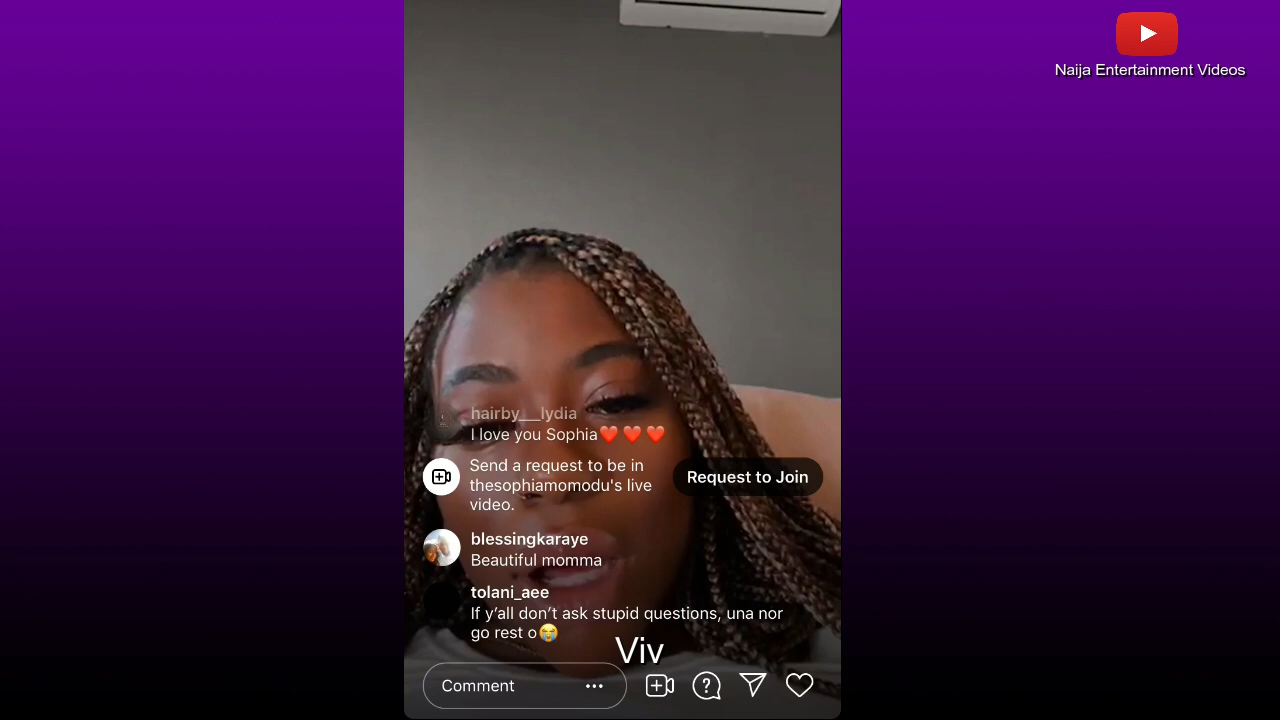 Naija Entertainment Videos
hairby___lydia
I love you Sophia❤️❤️❤️
Send a request to be in
thesophiamomodu's live
video.
Request to Join
blessingkaraye
Beautiful momma
tolani_aee
If y’all don’t ask stupid questions, una nor
go rest o😭
Viv
Comment